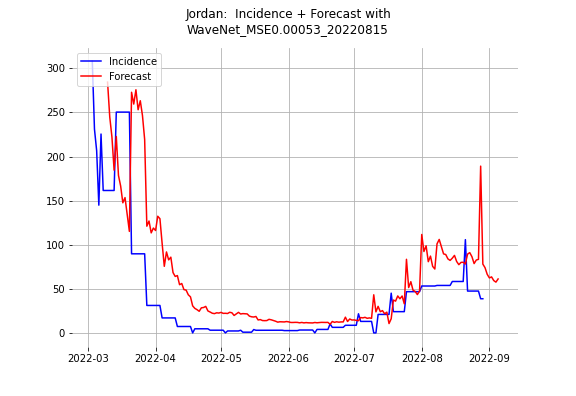 Jordan:  Incidence + Forecast with
WaveNet_MSE0.00053_20220815
Incidence
Forecast
300
250
200
150
100
50
0
2022-03 2022-04 2022-05 2022-06 2022-07 2022-08 2022-09